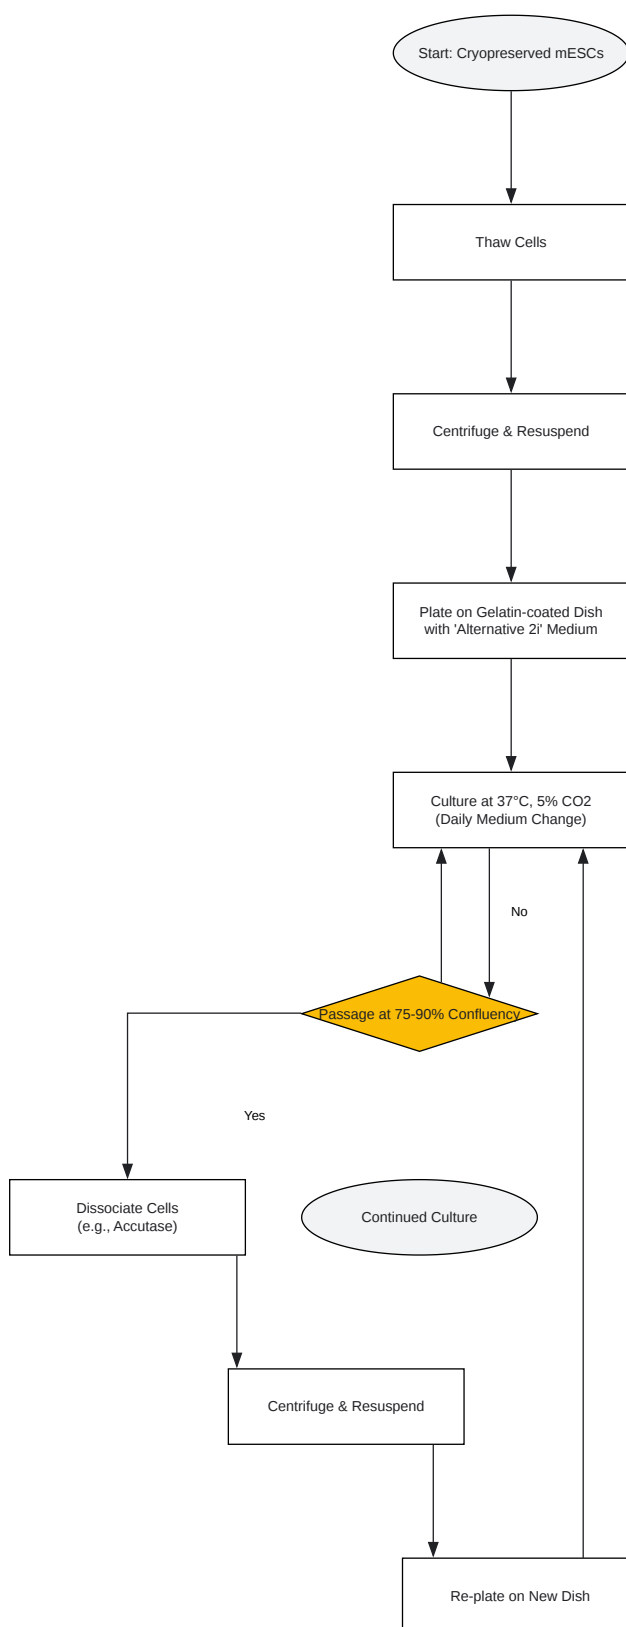 Start: Cryopreserved mESCs
Thaw Cells
Centrifuge & Resuspend
Plate on Gelatin-coated Dish
with 'Alternative 2i' Medium
Culture at 37°C, 5% CO2
(Daily Medium Change)
No
Passage at 75-90% Confluency
Yes
Dissociate Cells
(e.g., Accutase)
Continued Culture
Centrifuge & Resuspend
Re-plate on New Dish